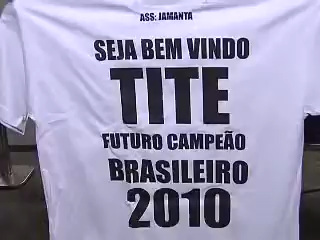 ASS: JAMANTA
SEJA BEM VINDO
TITE
FUTURO CAMPEÃO
BRASILEIRO
2010